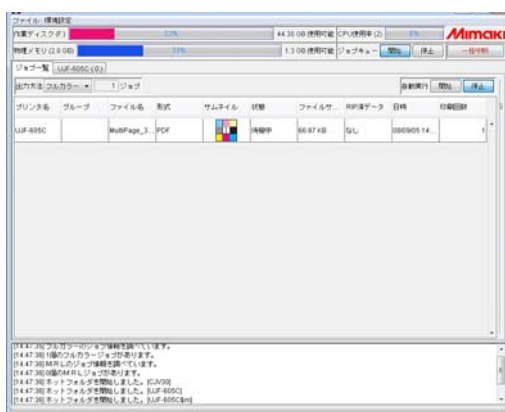 ファイル 環境設定
作業ディスク(F) 23% 44.30 GB 使用可能 CPU使用率 (2) 0% Mimaki
物理メモリ(2.0 GB) 33% 1.3 GB 使用可能 ジョブキュー 開始 停止 一括中断
ジョブ一覧 UJF-605C (0)
出力方法 フルカラー 1 ジョブ 自動実行 開始 停止
プリンタ名 グループ ファイル名 形式 サムネイル 状態 ファイルサ... RIP済データ 日時 印刷回数
UJF-605C MultiPage_3... PDF 待機中 66.97 KB なし 08/09/05 14... 1
[14:47:38] フルカラーのジョブ情報を調べています。
[14:47:38] 1個のフルカラージョブがあります。
[14:47:38] MRLのジョブ情報を調べています。
[14:47:38] 0個のMRLジョブがあります。
[14:47:38] ホットフォルダを開始しました。[CJV30]
[14:47:38] ホットフォルダを開始しました。[UJF-605C]
[14:47:38] ホットフォルダを開始しました。[UJF-605C$m]